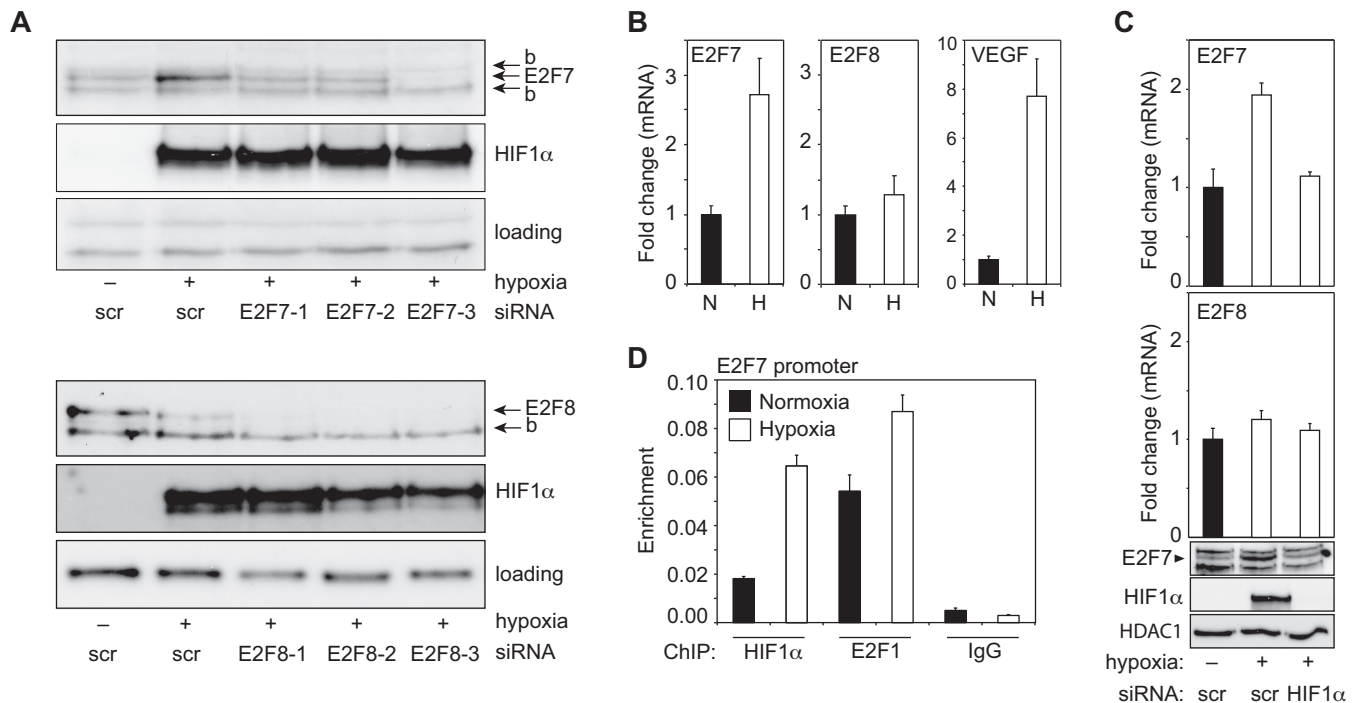 A
b
E2F7
b
HIF1α
loading
– + + + + hypoxia
scr scr E2F7-1 E2F7-2 E2F7-3 siRNA
E2F8
b
HIF1α
loading
– + + + + hypoxia
scr scr E2F8-1 E2F8-2 E2F8-3 siRNA
B
Fold change (mRNA)
E2F7
3
2
1
0
N H
E2F8
3
2
1
0
N H
VEGF
10
8
6
4
2
0
N H
D
E2F7 promoter
Enrichment
0.10
0.08
0.06
0.04
0.02
0.00
Normoxia
Hypoxia
ChIP: HIF1α E2F1 IgG
C
E2F7
Fold change (mRNA)
2
1
0
E2F8
Fold change (mRNA)
2
1
0
E2F7
HIF1α
HDAC1
hypoxia: – + +
siRNA: scr scr HIF1α